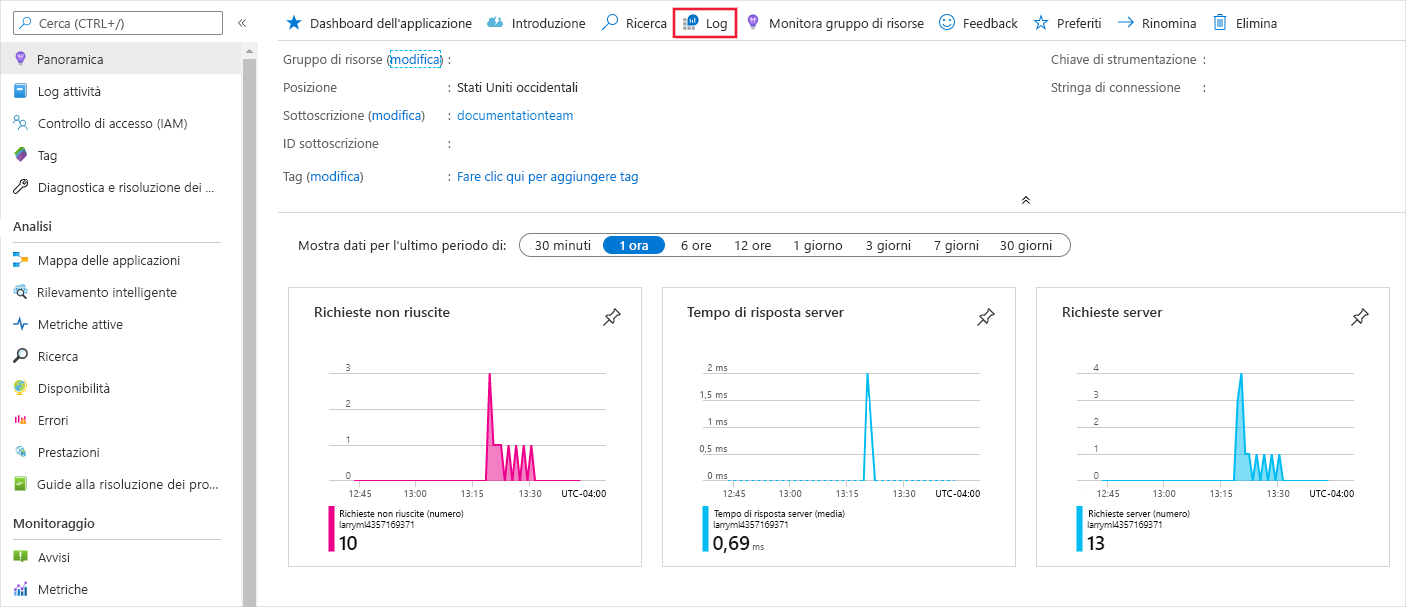 Cerca (CTRL+/)
«
Dashboard dell'applicazione
Introduzione
Ricerca
Log
Monitora gruppo di risorse
Feedback
Preferiti
Rinomina
Elimina
Panoramica
Log attività
Controllo di accesso (IAM)
Tag
Diagnostica e risoluzione dei ...
Analisi
Mappa delle applicazioni
Rilevamento intelligente
Metriche attive
Ricerca
Disponibilità
Errori
Prestazioni
Guide alla risoluzione dei pro...
Monitoraggio
Avvisi
Metriche
Gruppo di risorse (modifica) :
Posizione : Stati Uniti occidentali
Sottoscrizione (modifica) : documentationteam
ID sottoscrizione :
Tag (modifica) : Fare clic qui per aggiungere tag
Chiave di strumentazione :
Stringa di connessione :
Mostra dati per l'ultimo periodo di: 30 minuti 1 ora 6 ore 12 ore 1 giorno 3 giorni 7 giorni 30 giorni
Richieste non riuscite
3
2
1
0
12:45 13:00 13:15 13:30 UTC-04:00
Richieste non riuscite (numero)
larryml4357169371
10
Tempo di risposta server
2 ms
1,5 ms
1 ms
0,5 ms
0 ms
12:45 13:00 13:15 13:30 UTC-04:00
Tempo di risposta server (media)
larryml4357169371
0,69 ms
Richieste server
4
3
2
1
0
12:45 13:00 13:15 13:30 UTC-04:00
Richieste server (numero)
larryml4357169371
13